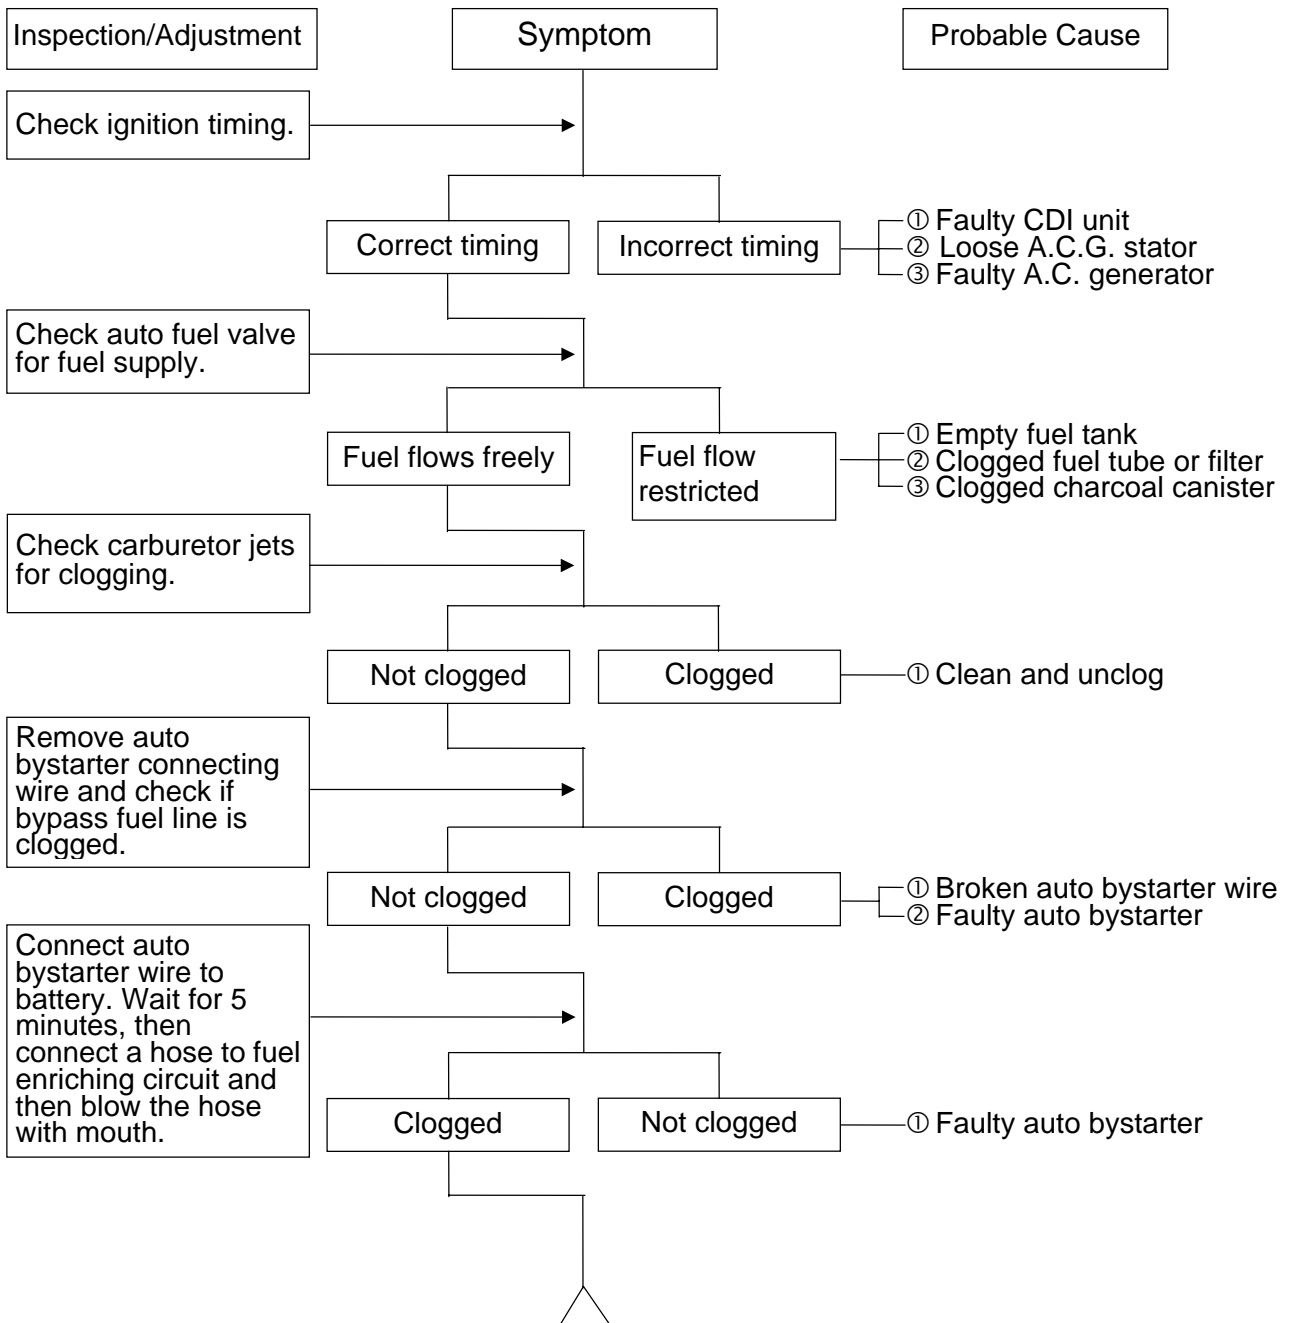 Inspection/Adjustment
Symptom
Probable Cause
Check ignition timing.
Correct timing
Incorrect timing
① Faulty CDI unit
② Loose A.C.G. stator
③ Faulty A.C. generator
Check auto fuel valve
for fuel supply.
Fuel flows freely
Fuel flow
restricted
① Empty fuel tank
② Clogged fuel tube or filter
③ Clogged charcoal canister
Check carburetor jets
for clogging.
Not clogged
Clogged
① Clean and unclog
Remove auto
bystarter connecting
wire and check if
bypass fuel line is
clogged.
Not clogged
Clogged
① Broken auto bystarter wire
② Faulty auto bystarter
Connect auto
bystarter wire to
battery. Wait for 5
minutes, then
connect a hose to fuel
enriching circuit and
then blow the hose
with mouth.
Clogged
Not clogged
① Faulty auto bystarter